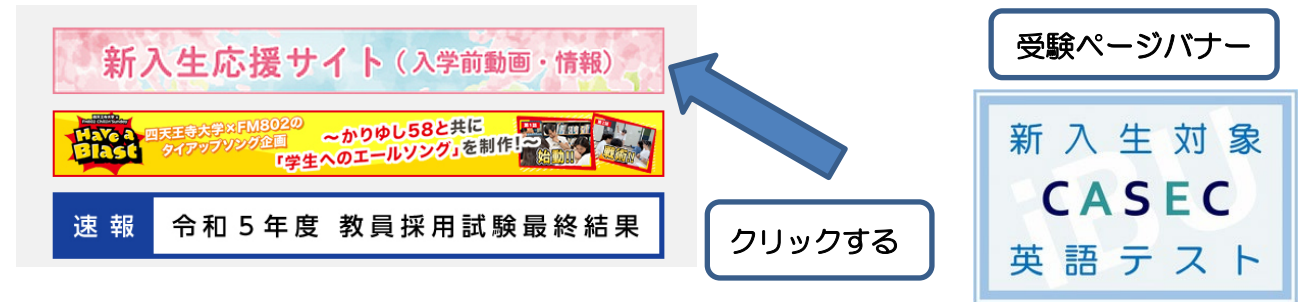 新入生応援サイト（入学前動画・情報）
Have a
Blast
四天王寺大学×FM802の
タイアップソング企画
～かりゆし58と共に
「学生へのエールソング」を制作!～
始動!!
速報 令和5年度 教員採用試験最終結果
クリックする
受験ページバナー
新入生対象
CASEC
英語テスト
iBU